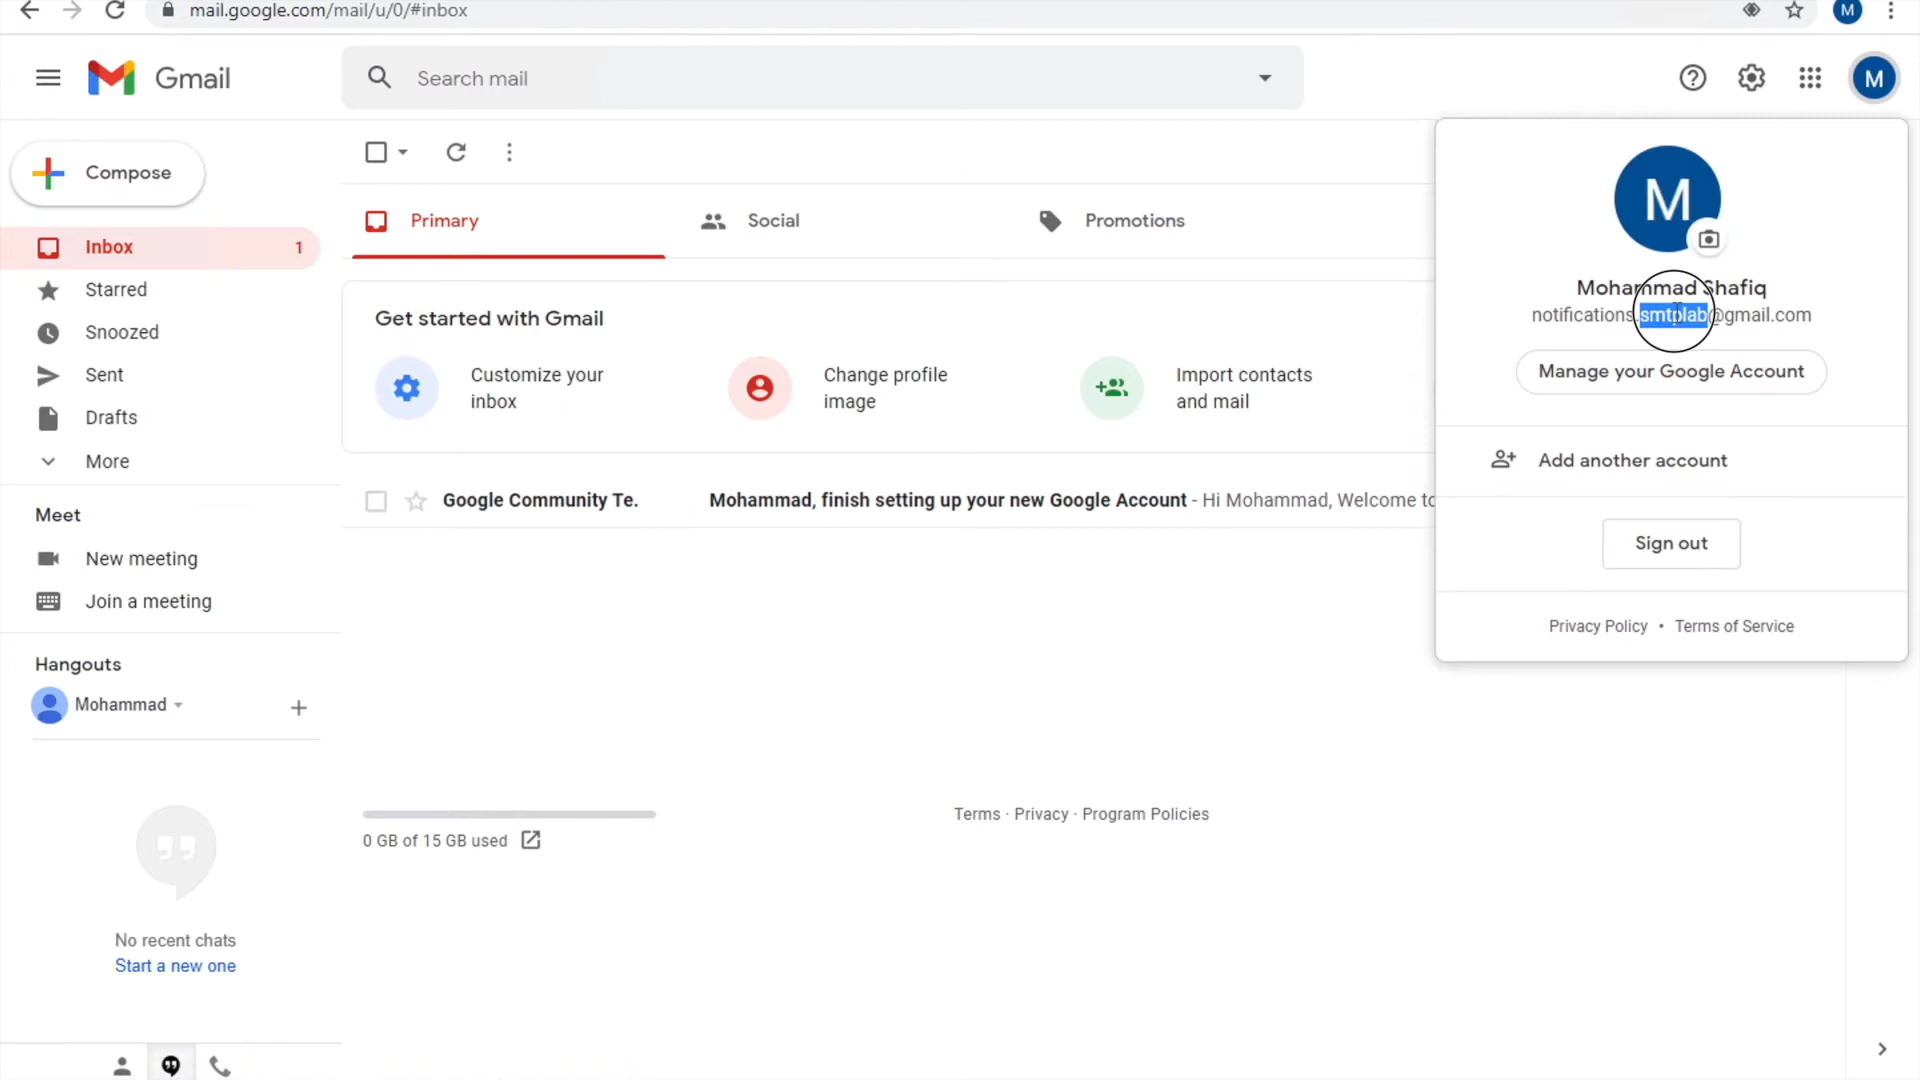 mail.google.com/mail/u/0/#inbox
M
Gmail
Search mail
M
Compose
Inbox 1
Starred
Snoozed
Sent
Drafts
More
Meet
New meeting
Join a meeting
Hangouts
Mohammad
No recent chats
Start a new one
Primary
Social
Promotions
Get started with Gmail
Customize your
inbox
Change profile
image
Import contacts
and mail
Google Community Te. Mohammad, finish setting up your new Google Account - Hi Mohammad, Welcome to
0 GB of 15 GB used
Terms · Privacy · Program Policies
M
Mohammad Shafiq
notifications.smtplab@gmail.com
Manage your Google Account
Add another account
Sign out
Privacy Policy • Terms of Service